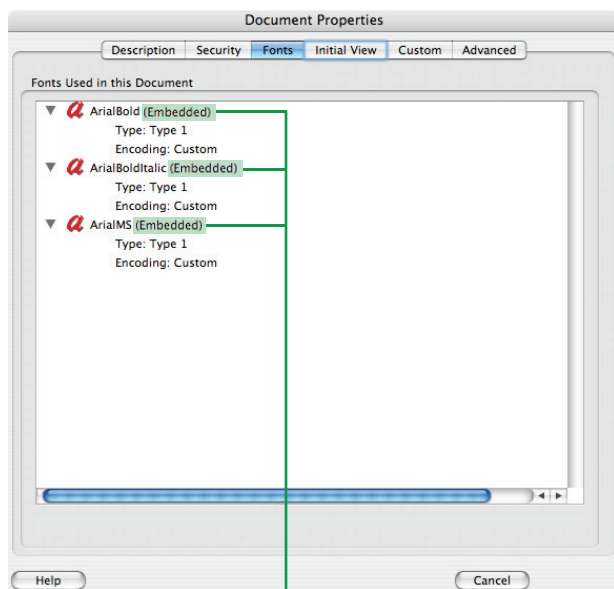 Document Properties
Description Security Fonts Initial View Custom Advanced
Fonts Used in this Document
ArialBold (Embedded)
Type: Type 1
Encoding: Custom
ArialBoldItalic (Embedded)
Type: Type 1
Encoding: Custom
ArialMS (Embedded)
Type: Type 1
Encoding: Custom
Help Cancel